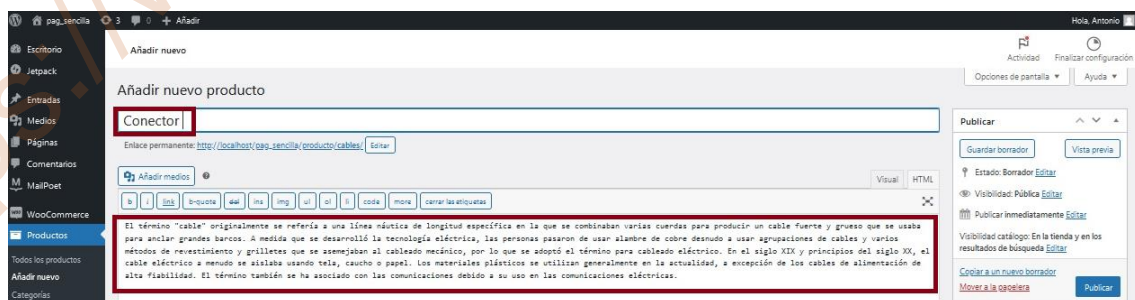 pag_sencilla 3 0 + Añadir Hola, Antonio
Escritorio
Jetpack
Entradas
Medios
Páginas
Comentarios
MailPoet
WooCommerce
Productos
Todos los productos
Añadir nuevo
Categorías
Añadir nuevo
Actividad Finalizar configuración
Opciones de pantalla Ayuda
Añadir nuevo producto
Conector
Enlace permanente: http://localhost/pag_sencilla/producto/cables/ Editar
Añadir medios
Visual HTML
b i link b-quote del ins img ul ol li code more cerrar las etiquetas
El término "cable" originalmente se refería a una línea náutica de longitud específica en la que se combinaban varias cuerdas para producir un cable fuerte y grueso que se usaba
para anclar grandes barcos. A medida que se desarrolló la tecnología eléctrica, las personas pasaron de usar alambre de cobre desnudo a usar agrupaciones de cables y varios
métodos de revestimiento y grilletes que se asemejaban al cableado mecánico, por lo que se adoptó el término para cableado eléctrico. En el siglo XIX y principios del siglo XX, el
cable eléctrico a menudo se aislaba usando tela, caucho o papel. Los materiales plásticos se utilizan generalmente en la actualidad, a excepción de los cables de alimentación de
alta fiabilidad. El término también se ha asociado con las comunicaciones debido a su uso en las comunicaciones eléctricas.
Publicar
Guardar borrador Vista previa
Estado: Borrador Editar
Visibilidad: Pública Editar
Publicar inmediatamente Editar
Visibilidad catálogo: En la tienda y en los
resultados de búsqueda Editar
Copiar a un nuevo borrador
Mover a la papelera Publicar